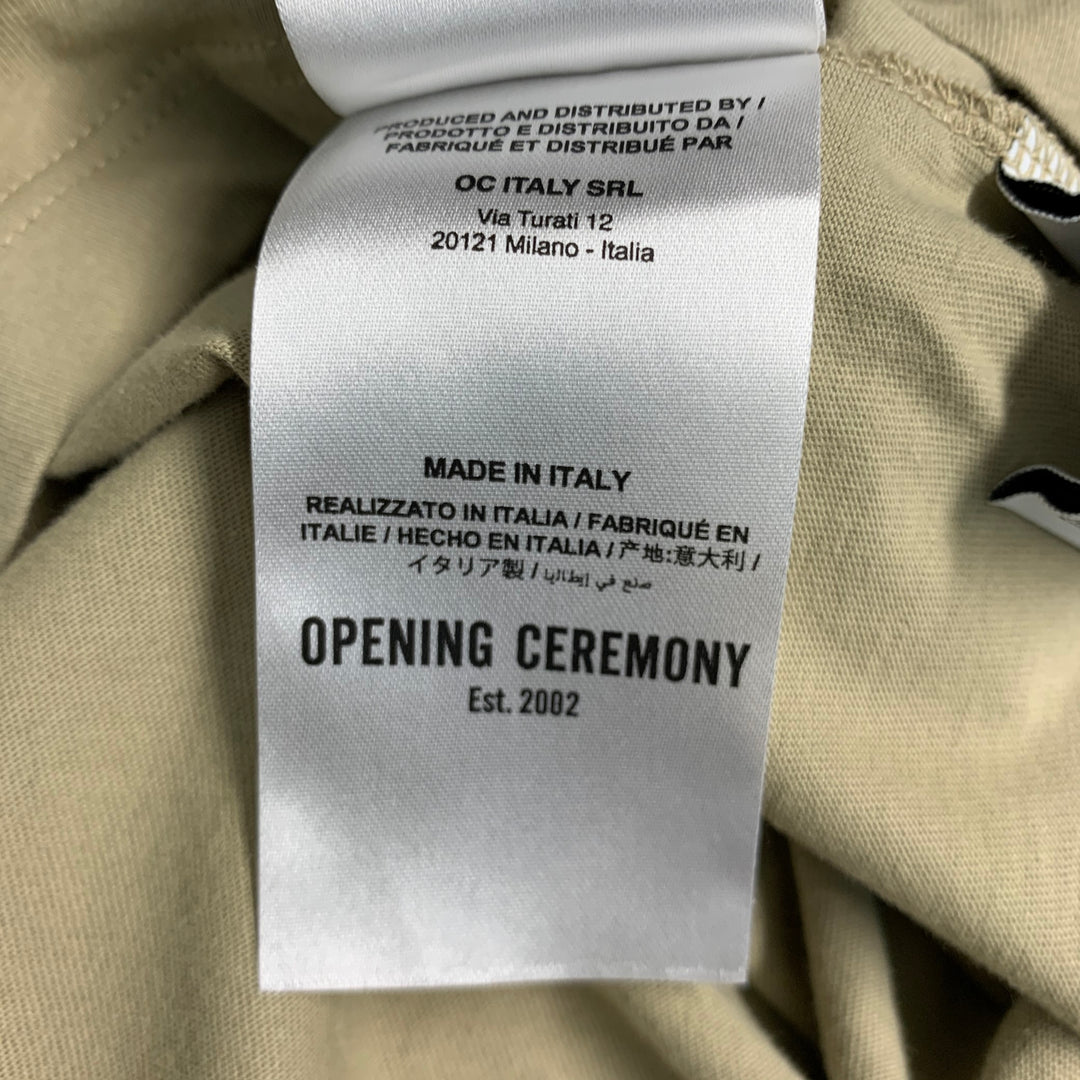 PRODUCED AND DISTRIBUTED BY /
PRODOTTO E DISTRIBUITO DA /
FABRIQUÉ ET DISTRIBUÉ PAR
OC ITALY SRL
Via Turati 12
20121 Milano - Italia
MADE IN ITALY
REALIZZATO IN ITALIA / FABRIQUÉ EN
ITALIE / HECHO EN ITALIA / 产地:意大利 /
イタリア製 / صنع في إيطاليا
OPENING CEREMONY
Est. 2002